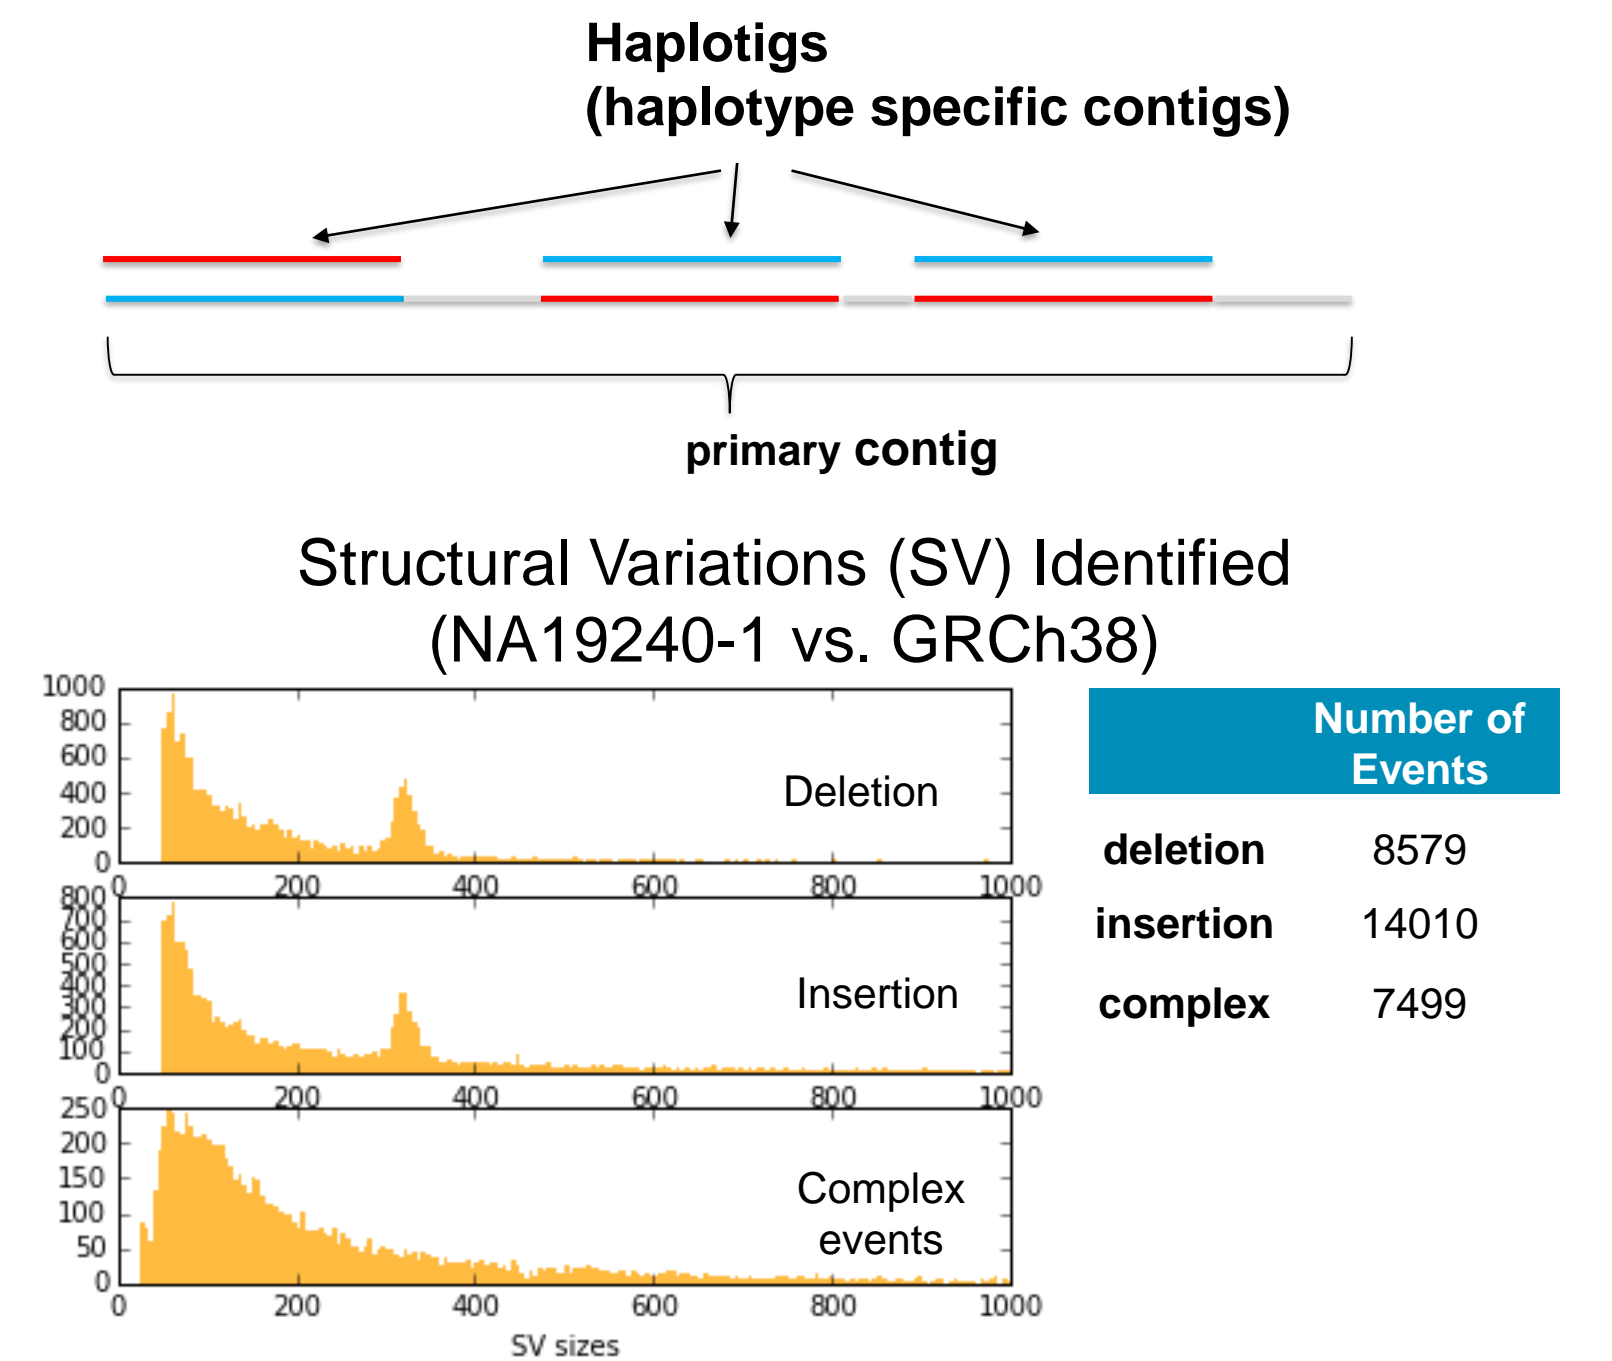 Haplotigs
(haplotype specific contigs)
primary contig
Structural Variations (SV) Identified
(NA19240-1 vs. GRCh38)
1000
800
600
400
200
0
Deletion
0 200 400 600 800 1000
800
700
600
500
400
300
200
100
0
Insertion
0 200 400 600 800 1000
250
200
150
100
50
0
Complex
events
0 200 400 600 800 1000
SV sizes
Number of
Events
deletion 8579
insertion 14010
complex 7499